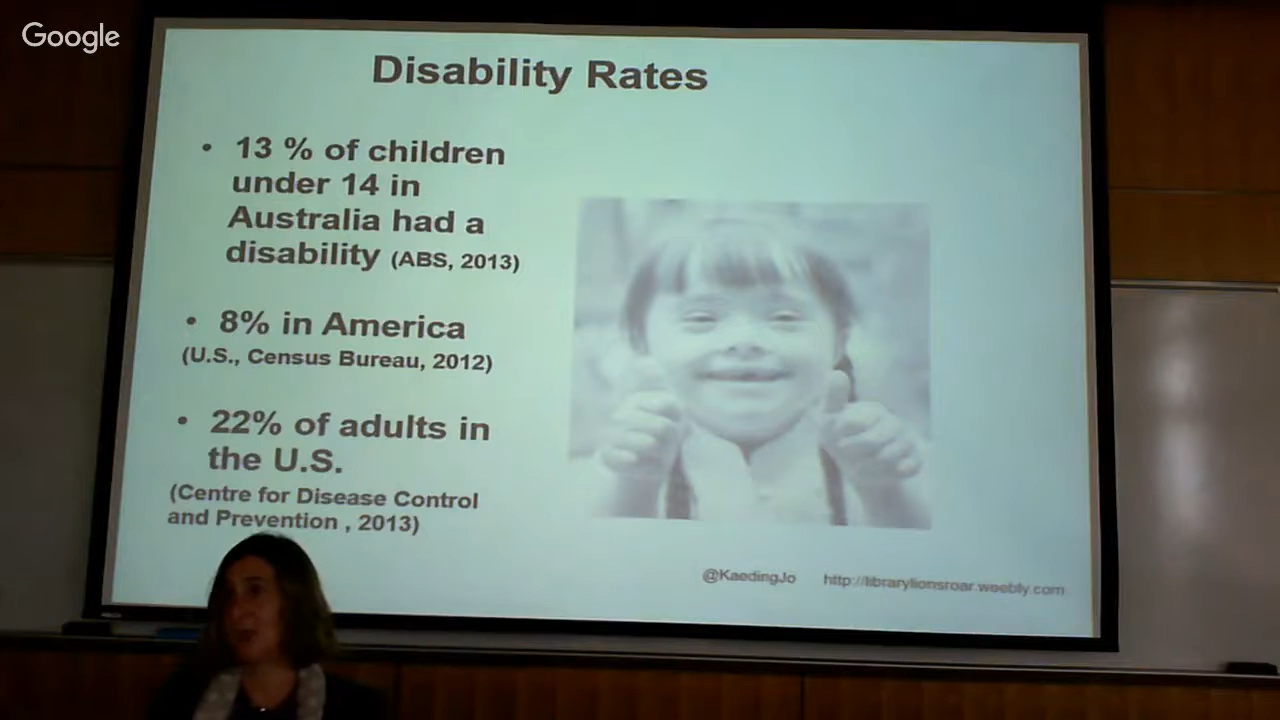 Google
Disability Rates
• 13 % of children
under 14 in
Australia had a
disability (ABS, 2013)
• 8% in America
(U.S., Census Bureau, 2012)
• 22% of adults in
the U.S.
(Centre for Disease Control
and Prevention , 2013)
@KaedingJo http://librarylionsroar.weebly.com